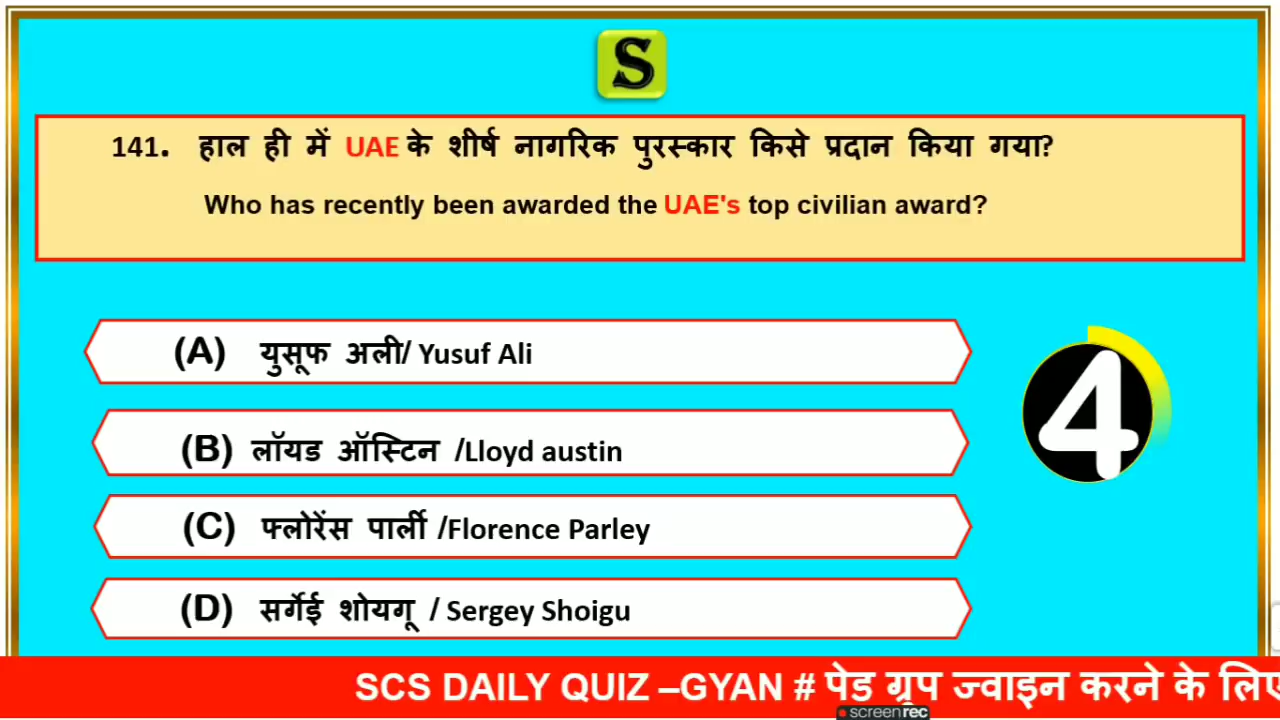 S
141. हाल ही में UAE के शीर्ष नागरिक पुरस्कार किसे प्रदान किया गया?
Who has recently been awarded the UAE's top civilian award?
(A) युसूफ अली/ Yusuf Ali
4
(B) लॉयड ऑस्टिन /Lloyd austin
(C) फ्लोरेंस पार्ली /Florence Parley
(D) सर्गेई शोयगू / Sergey Shoigu
SCS DAILY QUIZ –GYAN # पेड ग्रूप ज्वाइन करने के लिए
screenrec